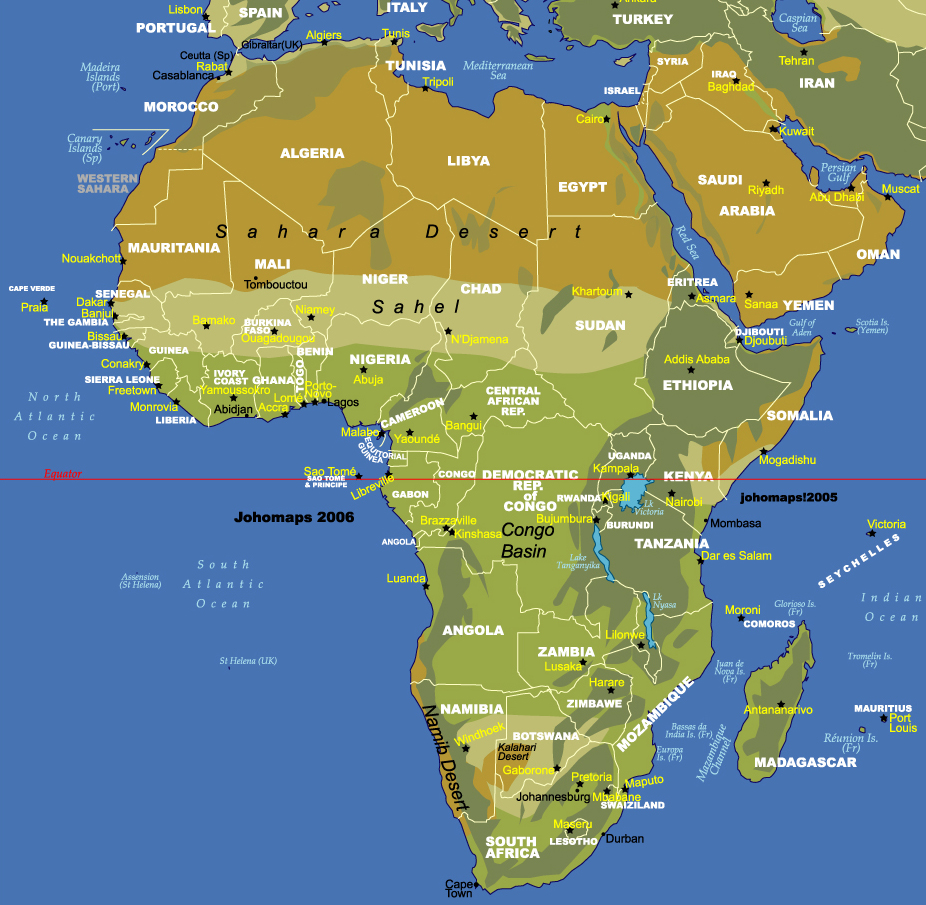 Ankara
ITALY
Lisbon
SPAIN
PORTUGAL
TURKEY
Caspian
Sea
Tunis
Algiers
Gibraltar(UK)
Ceutta (Sp)
Rabat
Casablanca
Tehran
SYRIA
TUNISIA
Mediterranean
Sea
Madeira
Islands
(Port)
IRAQ
Baghdad
IRAN
Tripoli
ISRAEL
MOROCCO
Cairo
Kuwait
Canary
Islands
(Sp)
ALGERIA
LIBYA
EGYPT
Persian
Gulf
WESTERN
SAHARA
SAUDI
ARABIA
Riyadh
Abu Dhabi
Muscat
Sahara Desert
Red Sea
MAURITANIA
Nouakchott
OMAN
MALI
Tombouctou
NIGER
CHAD
ERITREA
Asmara
CAPE VERDE
Praia
SENEGAL
Dakar
Banjul
THE GAMBIA
Khartoum
Sahel
Sanaa
YEMEN
Niamey
Bamako
BURKINA
FASO
Ouagadougou
SUDAN
DJIBOUTI
Djoubuti
Gulf of
Aden
Scotia Is.
(Yemen)
Bissau
GUINEA-BISSAU
GUINEA
N'Djamena
BENIN
NIGERIA
Abuja
Addis Ababa
ETHIOPIA
Conakry
SIERRA LEONE
Freetown
IVORY
COAST
GHANA
TOGO
Yamoussokro
Porto-
Novo
Lomé
Lagos
Abidjan
Accra
Monrovia
LIBERIA
CENTRAL
AFRICAN
REP.
North
Atlantic
Ocean
CAMEROON
Bangui
SOMALIA
Malabo
Yaoundé
EQUITORIAL
GUINEA
UGANDA
Kampala
Mogadishu
Equator
Sao Tomé
SAO TOME
& PRINCIPE
Libreville
CONGO
DEMOCRATIC
REP.
of
CONGO
KENYA
GABON
RWANDA
Kigali
Lk
Victoria
Nairobi
johomaps!2005
Johomaps 2006
Brazzaville
Kinshasa
Bujumbura
BURUNDI
Mombasa
Victoria
SEYCHELLES
ANGOLA
Congo
Basin
TANZANIA
Dar es Salam
Lake
Tanganyika
South
Atlantic
Ocean
Assension
(St Helena)
Luanda
Lk
Nyasa
Moroni
COMOROS
Glorioso Is.
(Fr)
Indian
Ocean
ANGOLA
Lilonwe
ZAMBIA
Lusaka
St Helena (UK)
Juan de
Nova Is.
(Fr)
Tromelin Is.
(Fr)
Harare
ZIMBAWE
MOZAMBIQUE
NAMIBIA
Namib Desert
Windhoek
BOTSWANA
Kalahari
Desert
Gaborone
Antananarivo
MAURITIUS
Port
Louis
Réunion Is.
(Fr)
Bassas da
India Is. (Fr)
Europa
Is. (Fr)
Mozambique
Channel
MADAGASCAR
Pretoria
Johannesburg
Mbabane
Maputo
SWAIZILAND
Maseru
LESOTHO
Durban
SOUTH
AFRICA
Cape
Town